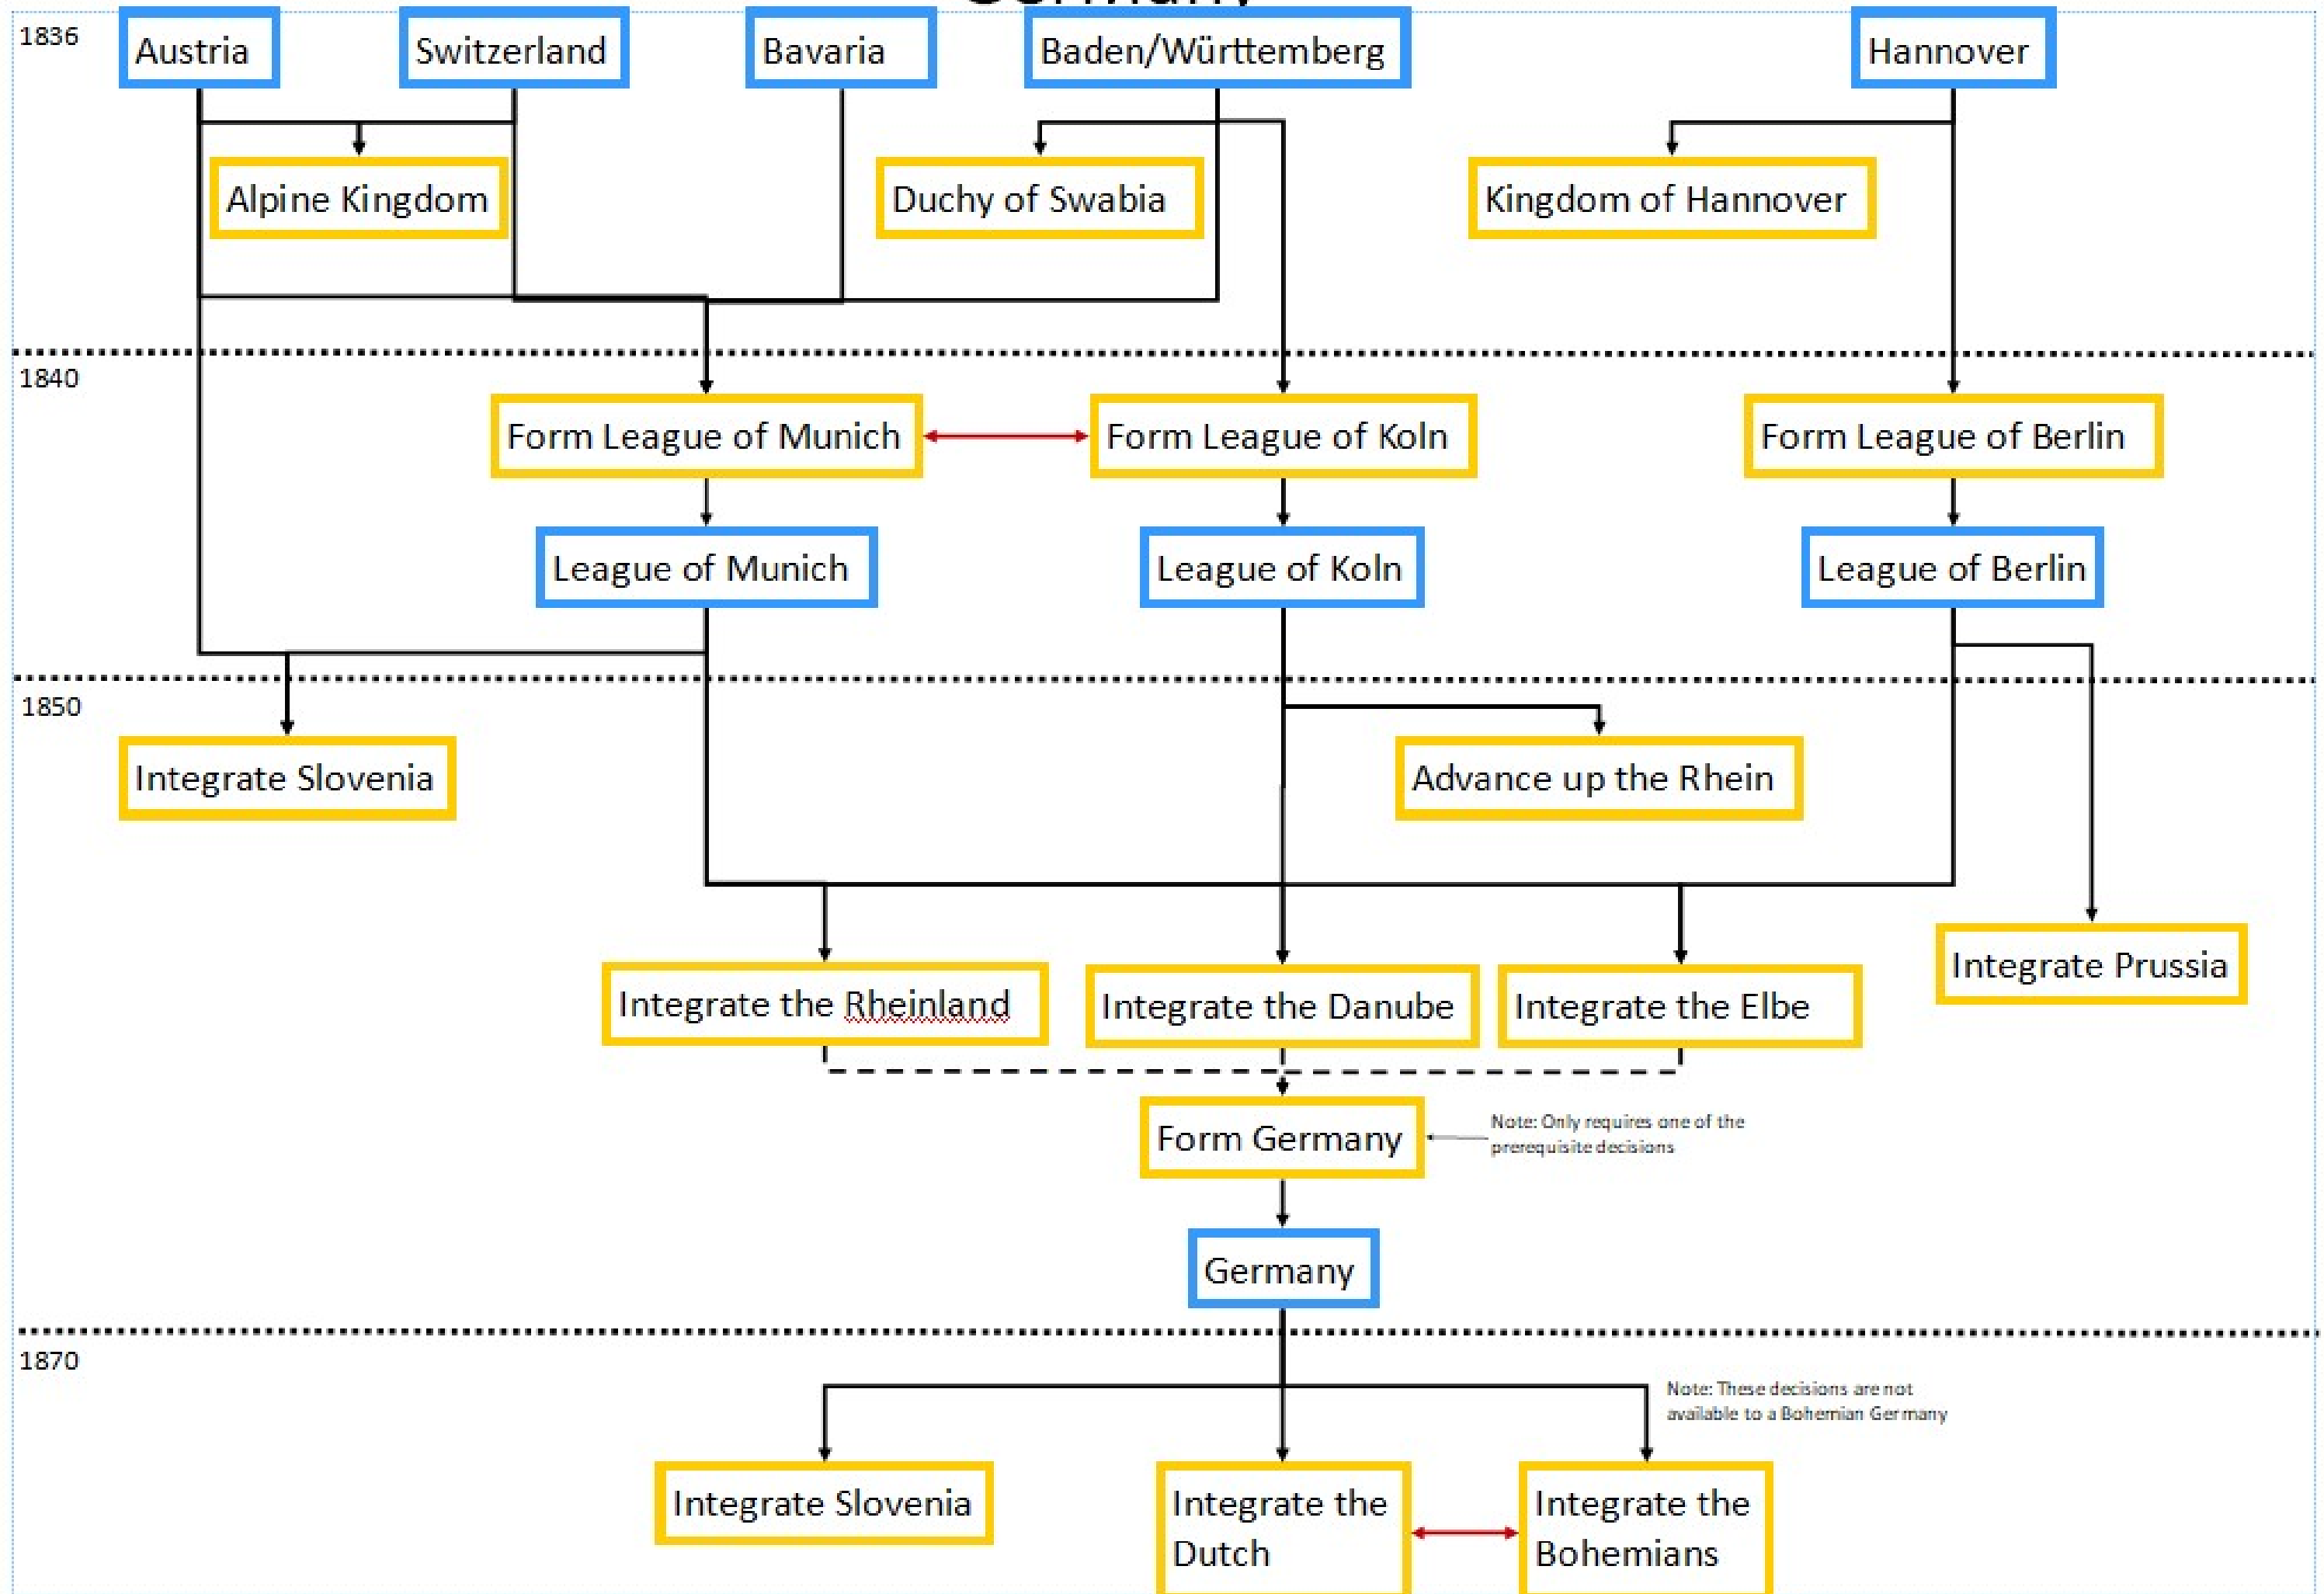 Germany
1836
Austria
Switzerland
Bavaria
Baden/Württemberg
Hannover
Alpine Kingdom
Duchy of Swabia
Kingdom of Hannover
1840
Form League of Munich
Form League of Koln
Form League of Berlin
League of Munich
League of Koln
League of Berlin
1850
Integrate Slovenia
Advance up the Rhein
Integrate Prussia
Integrate the Rheinland
Integrate the Danube
Integrate the Elbe
Form Germany
Note: Only requires one of the
prerequisite decisions
Germany
1870
Note: These decisions are not
available to a Bohemian Germany
Integrate Slovenia
Integrate the
Dutch
Integrate the
Bohemians